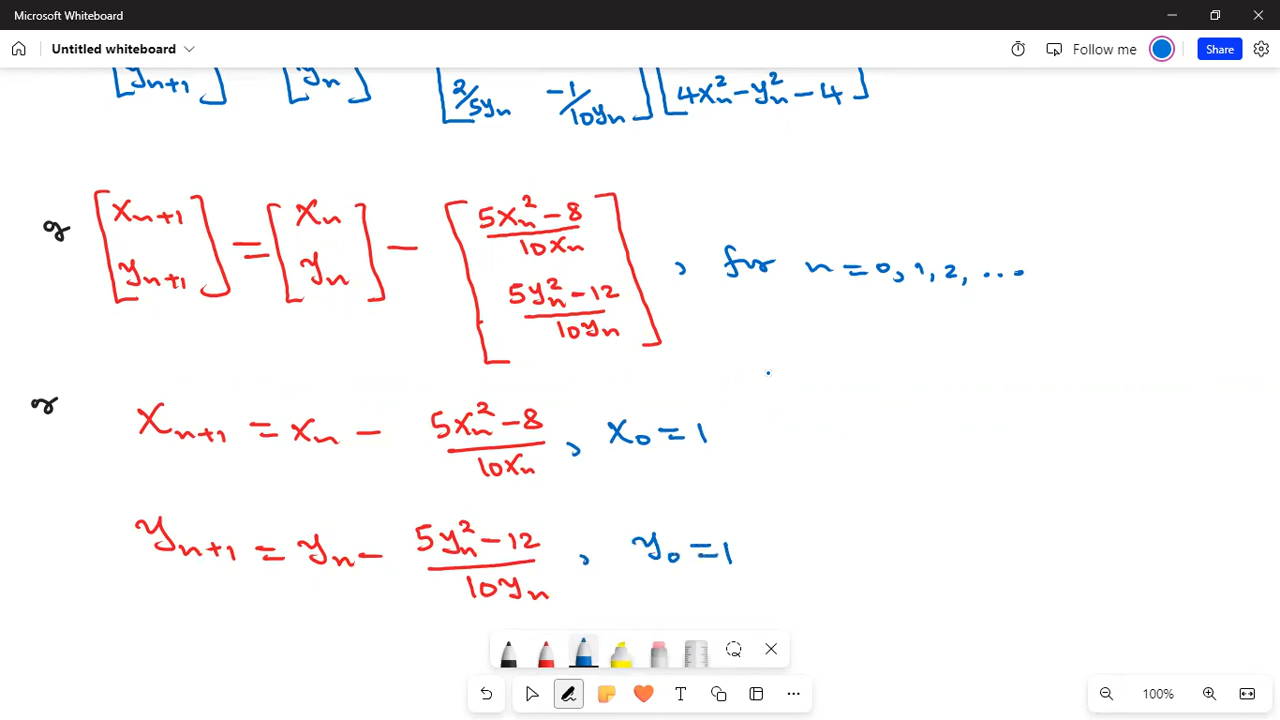 Microsoft Whiteboard
Untitled whiteboard
Follow me
Share
[yn+1] [yn] [2/5yn -1/10yn] [4xn² - yn² - 4]
or [xn+1 yn+1] = [xn yn] - [5xn² - 8/10xn 5yn² - 12/10yn], for n = 0, 1, 2, ...
or xn+1 = xn - 5xn² - 8/10xn, x0 = 1
yn+1 = yn - 5yn² - 12/10yn, y0 = 1
100%